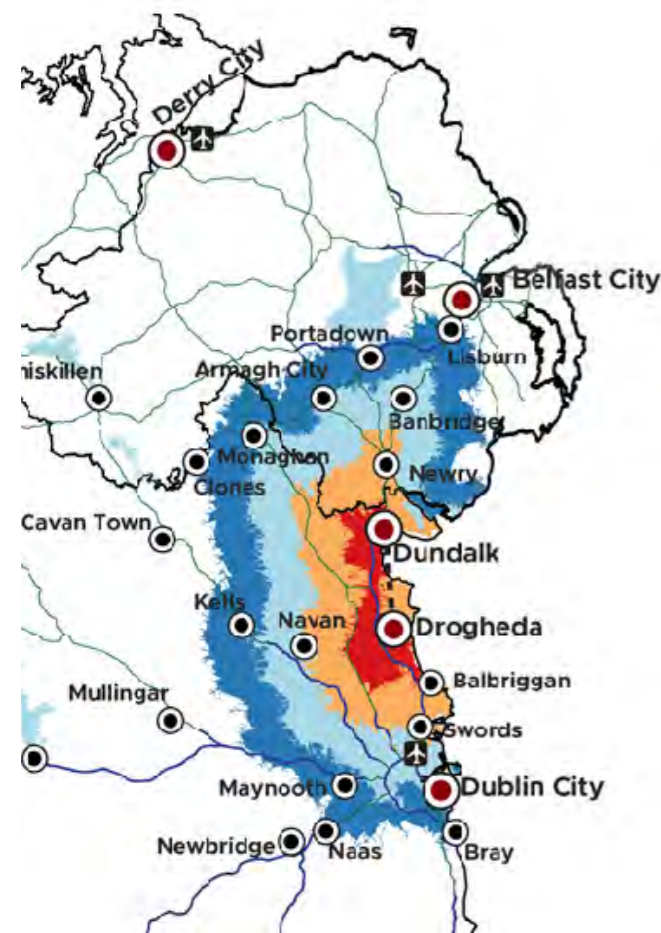 Derry City
Belfast City
Portadown
Lisburn
Armagh City
niskillen
Banbridge
Monaghan
Newry
Clones
Cavan Town
Dundalk
Kells
Navan
Drogheda
Balbriggan
Mullingar
Swords
Maynooth
Dublin City
Newbridge
Naas
Bray